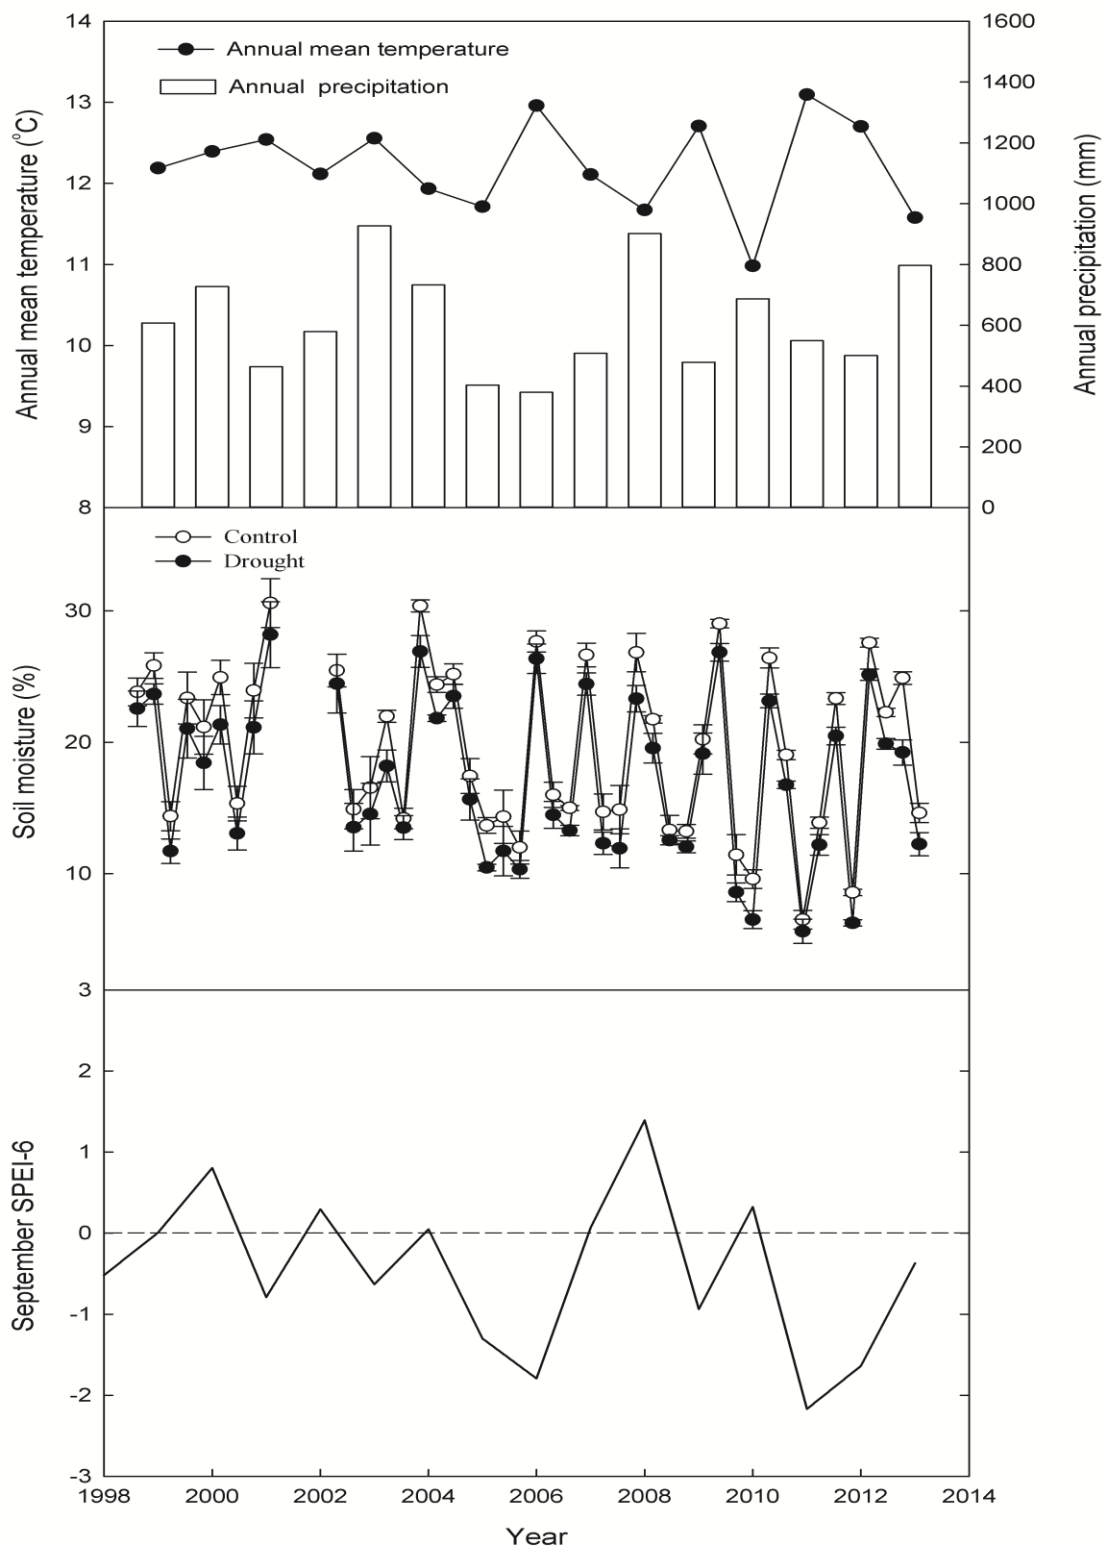 Annual mean temperature
Annual precipitation
Annual mean temperature (°C)
14
13
12
11
10
9
8
Annual precipitation (mm)
1600
1400
1200
1000
800
600
400
200
0
Control
Drought
Soil moisture (%)
30
20
10
September SPEI-6
3
2
1
0
-1
-2
-3
1998 2000 2002 2004 2006 2008 2010 2012 2014
Year